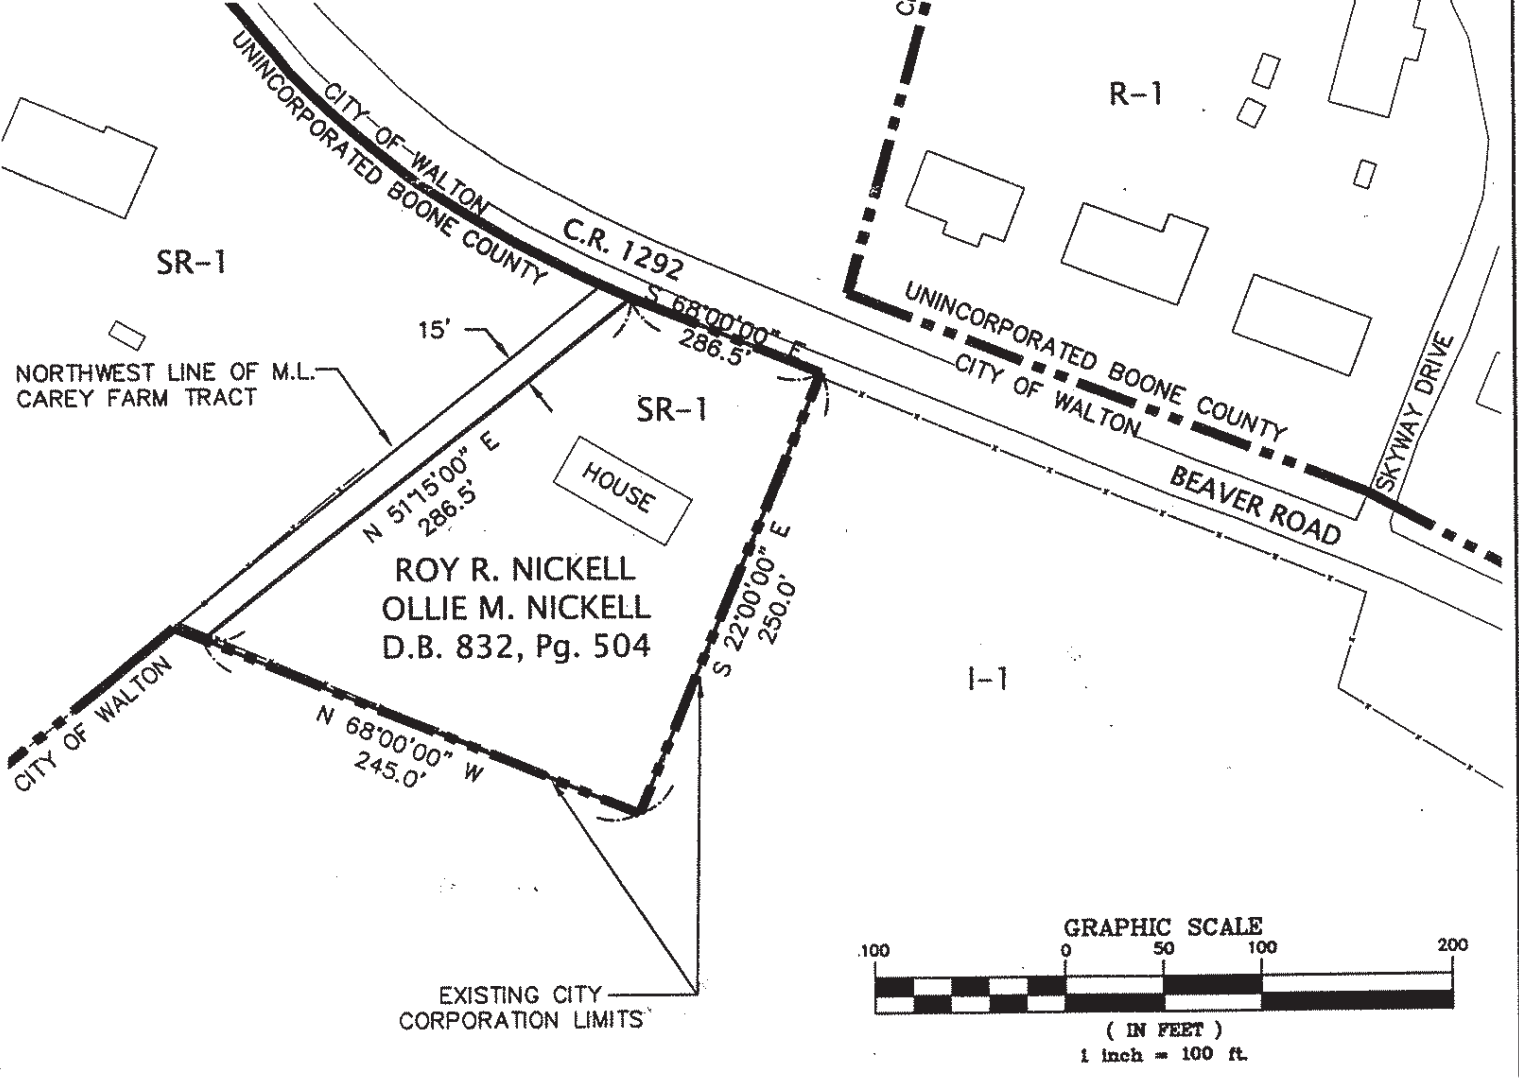 C
R-1
UNINCORPORATED BOONE COUNTY
CITY OF WALTON
C.R. 1292
SR-1
15'
NORTHWEST LINE OF M.L.
CAREY FARM TRACT
S 68°00'00" E
286.5'
UNINCORPORATED BOONE COUNTY
CITY OF WALTON
SKYWAY DRIVE
BEAVER ROAD
SR-1
HOUSE
N 51°15'00" E
286.5'
ROY R. NICKELL
OLLIE M. NICKELL
D.B. 832, Pg. 504
S 22°00'00" E
250.0'
I-1
CITY OF WALTON
N 68°00'00" W
245.0'
EXISTING CITY
CORPORATION LIMITS
GRAPHIC SCALE
100 0 50 100 200
( IN FEET )
1 inch = 100 ft.